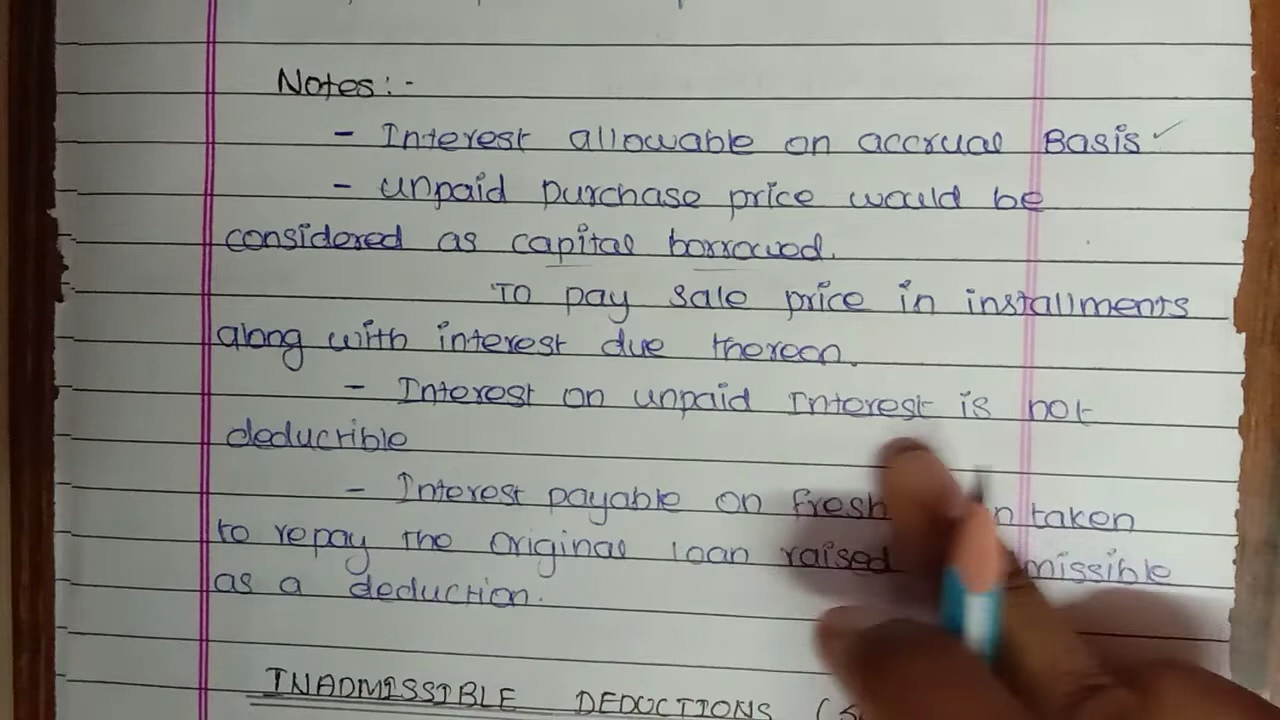 Notes:-
- Interest allowable on accrual Basis ✓
- unpaid purchase price would be
considered as capital borrowed.
To pay sale price in installments
along with interest due thereon.
- Interest on unpaid Interest is not
deductible
- Interest payable on fresh taken
to repay the original loan raised
as a deduction.
INADMISSIBLE DEDUCTIONS (